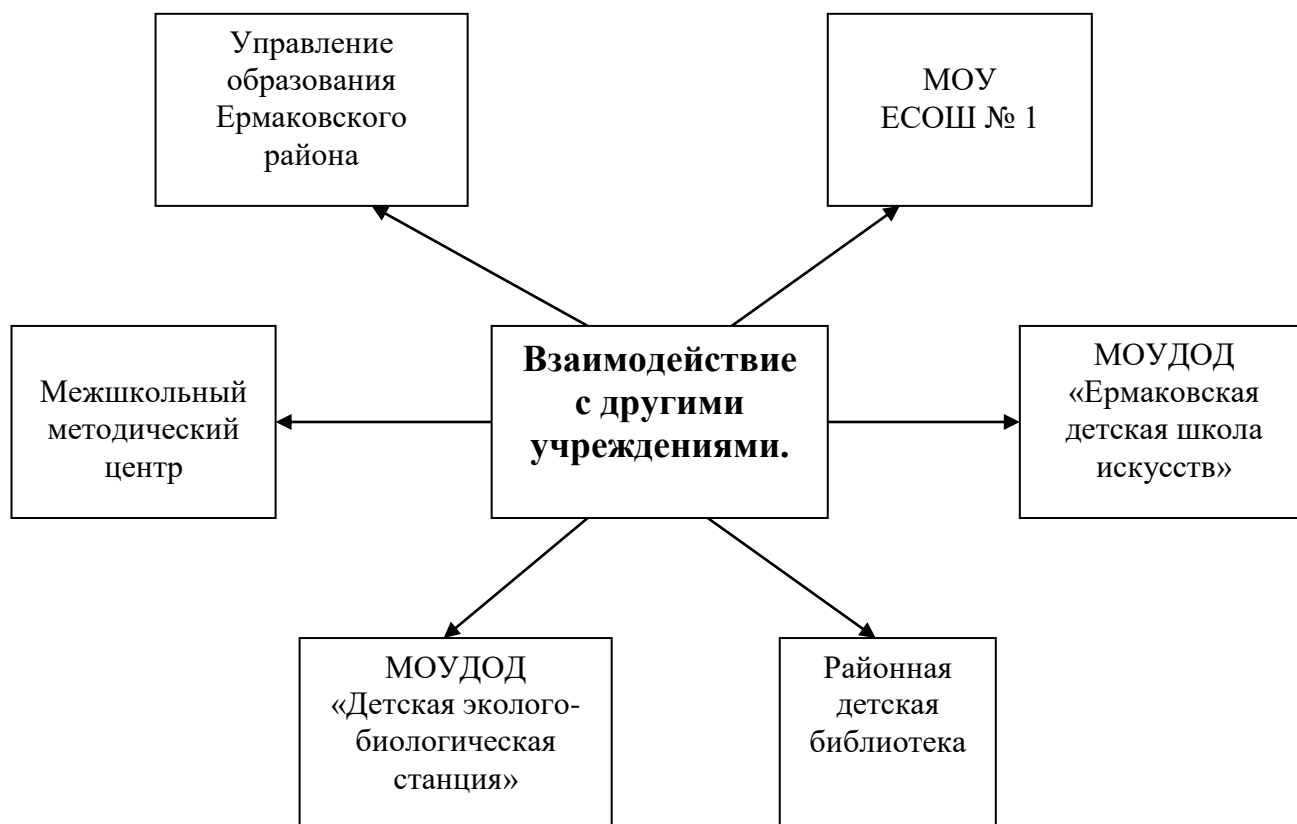 Управление
образования
Ермаковского
района
МОУ
ЕСОШ № 1
Межшкольный
методический
центр
Взаимодействие
с другими
учреждениями.
МОУДОД
«Ермаковская
детская школа
искусств»
МОУДОД
«Детская эколого-
биологическая
станция»
Районная
детская
библиотека